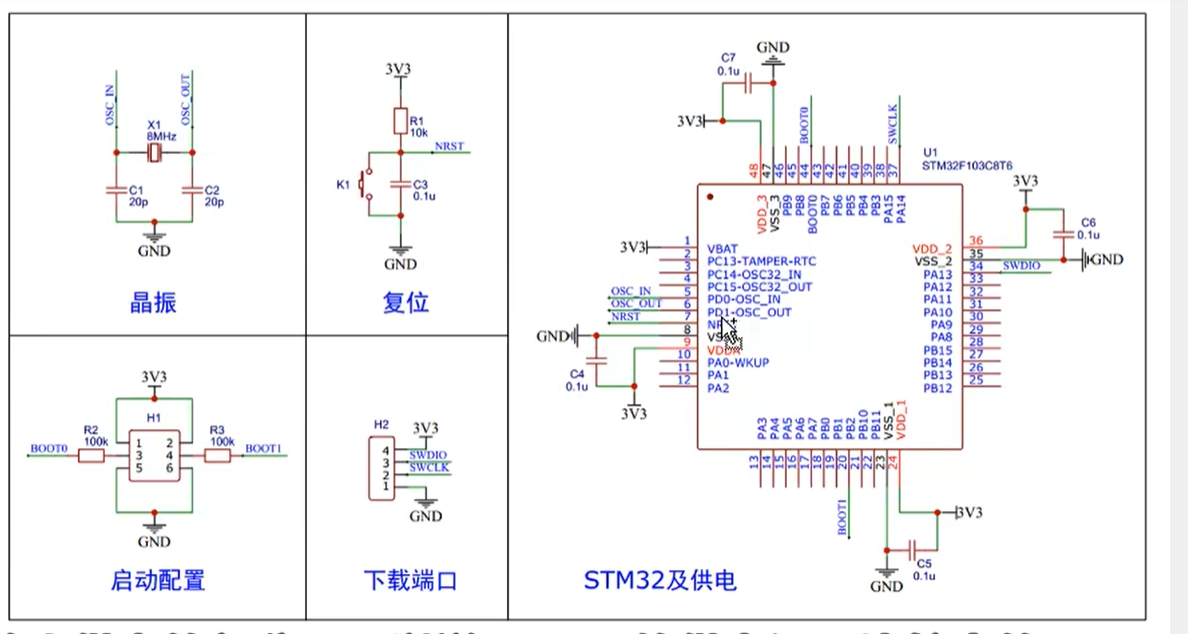 OSC_IN
OSC_OUT
X1
8MHz
C1
20p
C2
20p
GND
晶振
3V3
R1
10k
NRST
K1
C3
0.1u
GND
复位
3V3
H1
R2
100k
R3
100k
BOOT0
BOOT1
1 2
3 4
5 6
GND
启动配置
H2
3V3
4
3
2
1
SWDIO
SWCLK
GND
下载端口
GND
C7
0.1u
3V3
BOOT0
SWCLK
U1
STM32F103C8T6
48 47 46 45 44 43 42 41 40 39 38 37
VDD_3
VSS_3
PB9
PB8
BOOT0
PB7
PB6
PB5
PB4
PB3
PA15
PA14
3V3
C6
0.1u
GND
SWDIO
3V3
1 VBAT
2 PC13-TAMPER-RTC
3 PC14-OSC32_IN
4 PC15-OSC32_OUT
OSC_IN 5 PD0-OSC_IN
OSC_OUT 6 PD1-OSC_OUT
NRST 7
GND 8
9
10 PA0-WKUP
11 PA1
12 PA2
C4
0.1u
3V3
VDD_2 36
VSS_2 35
PA13 34
PA12 33
PA11 32
PA10 31
PA9 30
PA8 29
PB15 28
PB14 27
PB13 26
PB12 25
PA3
PA4
PA5
PA6
PA7
PB0
PB1
PB2
PB10
PB11
VSS_1
VDD_1
13 14 15 16 17 18 19 20 21 22 23 24
BOOT1
3V3
C5
0.1u
GND
STM32及供电